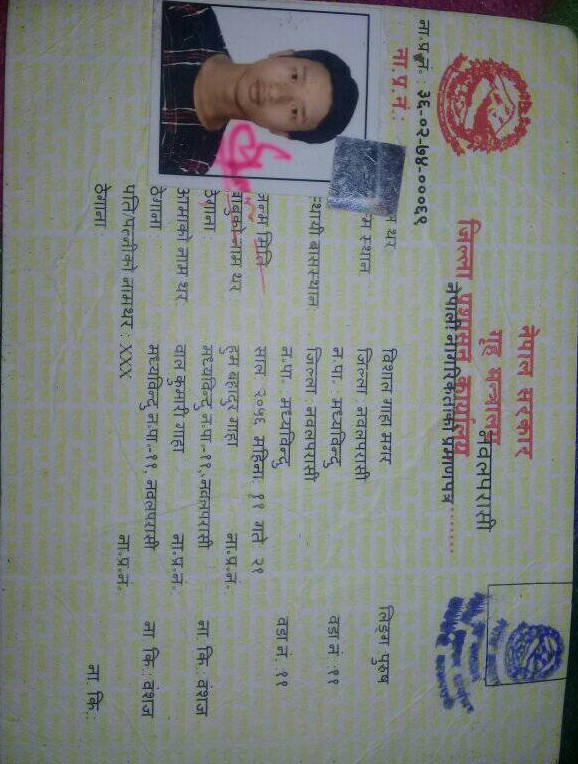 नेपाल सरकार
गृह मन्त्रालय
नवलपरासी
जिल्ला प्रशासन कार्यालय
नेपाली नागरिकताको प्रमाणपत्र
ना.प्र.नं. : ३६-०२-७४-०००६९
ना.प्र.नं.:
थर विशाल गाहा मगर लिङ्ग पुरुष
स्थान जिल्ला : नवलपरासी
न.पा. : मध्यविन्दु वडा नं. :११
स्थायी बासस्थान जिल्ला : नवलपरासी
न.पा. : मध्यविन्दु वडा नं. :११
जन्म मिति साल: २०५६ महिना: ११ गते: २१
बाबुको नाम थर हुम बहादुर गाहा ना.प्र.न.
ठेगाना : मध्यविन्दु न.पा.-११, नवलपरासी ना. कि.: वंशज
आमाको नाम थर वाल कुमारी गाहा ना.प्र.नं.
ठेगाना मध्यविन्दु न.पा.-११, नवलपरासी ना. कि.: वंशज
पति/पत्नीको नामथर : XXX ना.प्र.न.
ठेगाना ना. कि.: